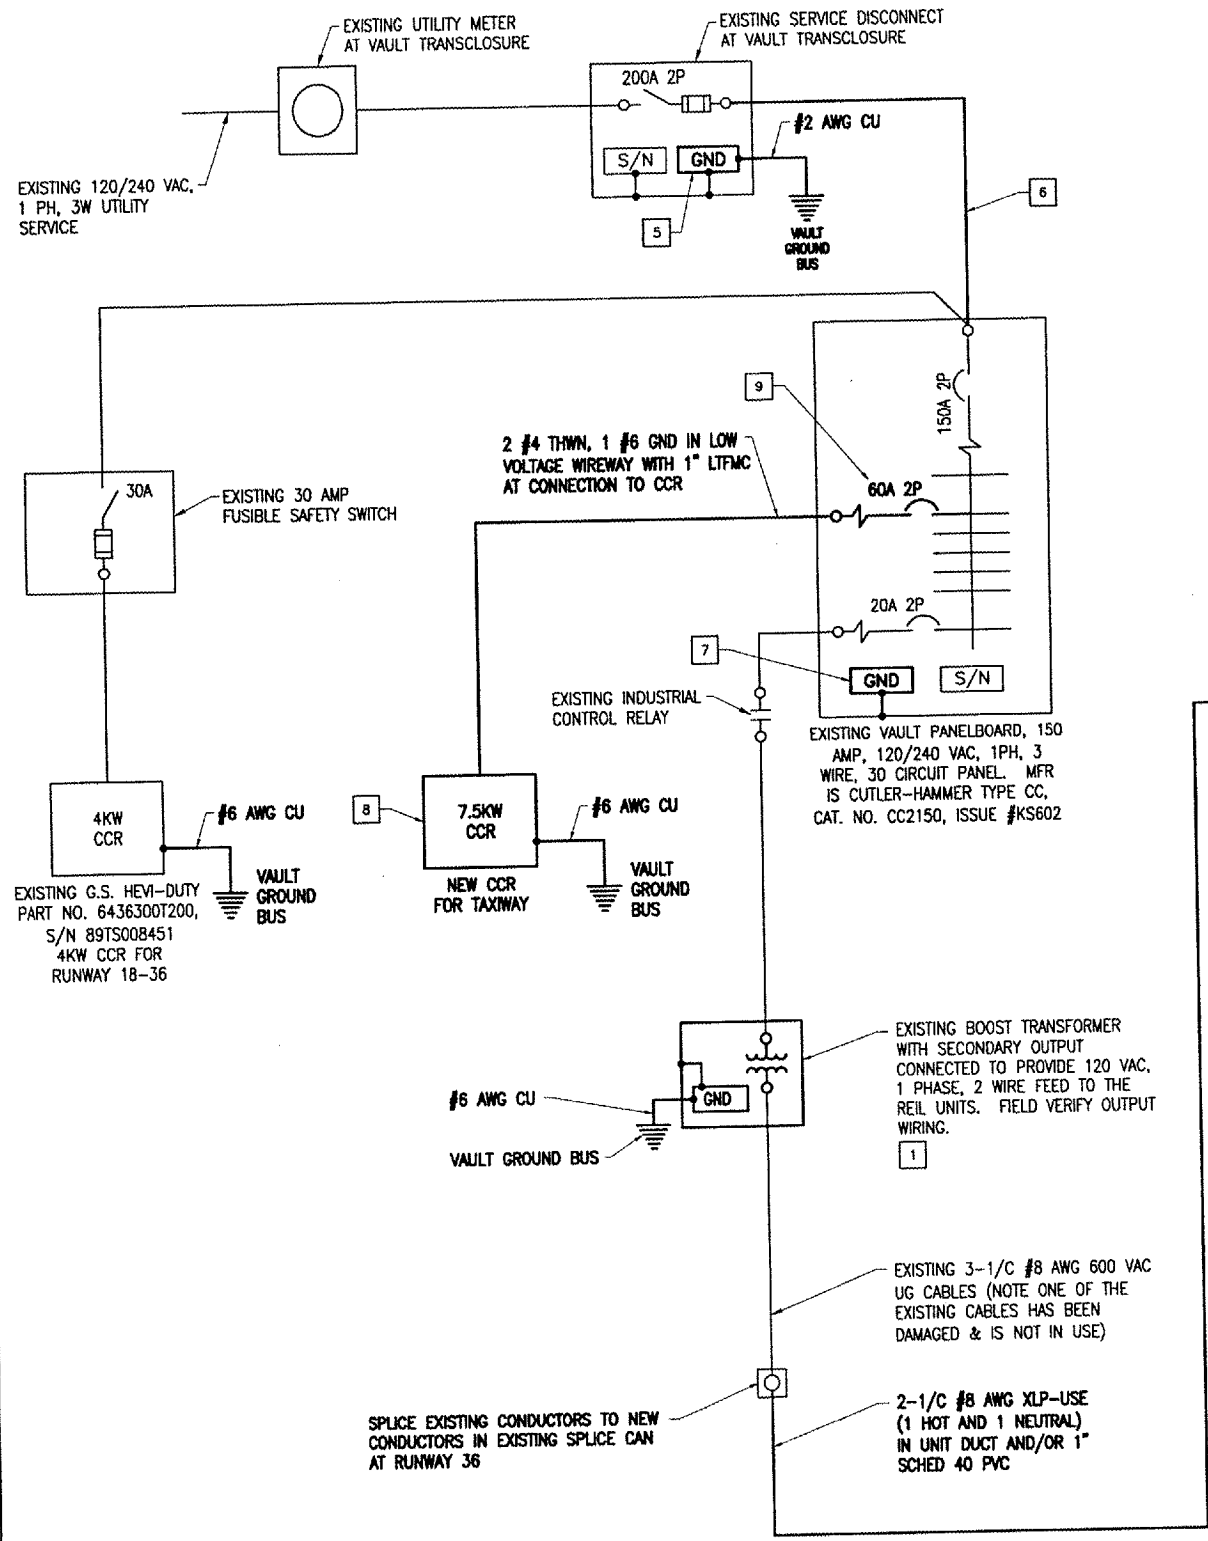 EXISTING UTILITY METER
AT VAULT TRANSCLOSURE
EXISTING SERVICE DISCONNECT
AT VAULT TRANSCLOSURE
200A 2P
#2 AWG CU
S/N
GND
EXISTING 120/240 VAC,
1 PH, 3W UTILITY
SERVICE
5
6
VAULT
GROUND
BUS
9
150A 2P
2 #4 THWN, 1 #6 GND IN LOW
VOLTAGE WIREWAY WITH 1" LTFMC
AT CONNECTION TO CCR
60A 2P
30A
EXISTING 30 AMP
FUSIBLE SAFETY SWITCH
20A 2P
7
GND
S/N
EXISTING INDUSTRIAL
CONTROL RELAY
EXISTING VAULT PANELBOARD, 150
AMP, 120/240 VAC, 1PH, 3
WIRE, 30 CIRCUIT PANEL. MFR
IS CUTLER-HAMMER TYPE CC,
CAT. NO. CC2150, ISSUE #KS602
4KW
CCR
#6 AWG CU
8
7.5KW
CCR
#6 AWG CU
VAULT
GROUND
BUS
NEW CCR
FOR TAXIWAY
VAULT
GROUND
BUS
EXISTING G.S. HEVI-DUTY
PART NO. 6436300T200,
S/N 89TS008451
4KW CCR FOR
RUNWAY 18-36
EXISTING BOOST TRANSFORMER
WITH SECONDARY OUTPUT
CONNECTED TO PROVIDE 120 VAC,
1 PHASE, 2 WIRE FEED TO THE
REIL UNITS. FIELD VERIFY OUTPUT
WIRING.
1
#6 AWG CU
GND
VAULT GROUND BUS
EXISTING 3-1/C #8 AWG 600 VAC
UG CABLES (NOTE ONE OF THE
EXISTING CABLES HAS BEEN
DAMAGED & IS NOT IN USE)
SPLICE EXISTING CONDUCTORS TO NEW
CONDUCTORS IN EXISTING SPLICE CAN
AT RUNWAY 36
2-1/C #8 AWG XLP-USE
(1 HOT AND 1 NEUTRAL)
IN UNIT DUCT AND/OR 1"
SCHED 40 PVC